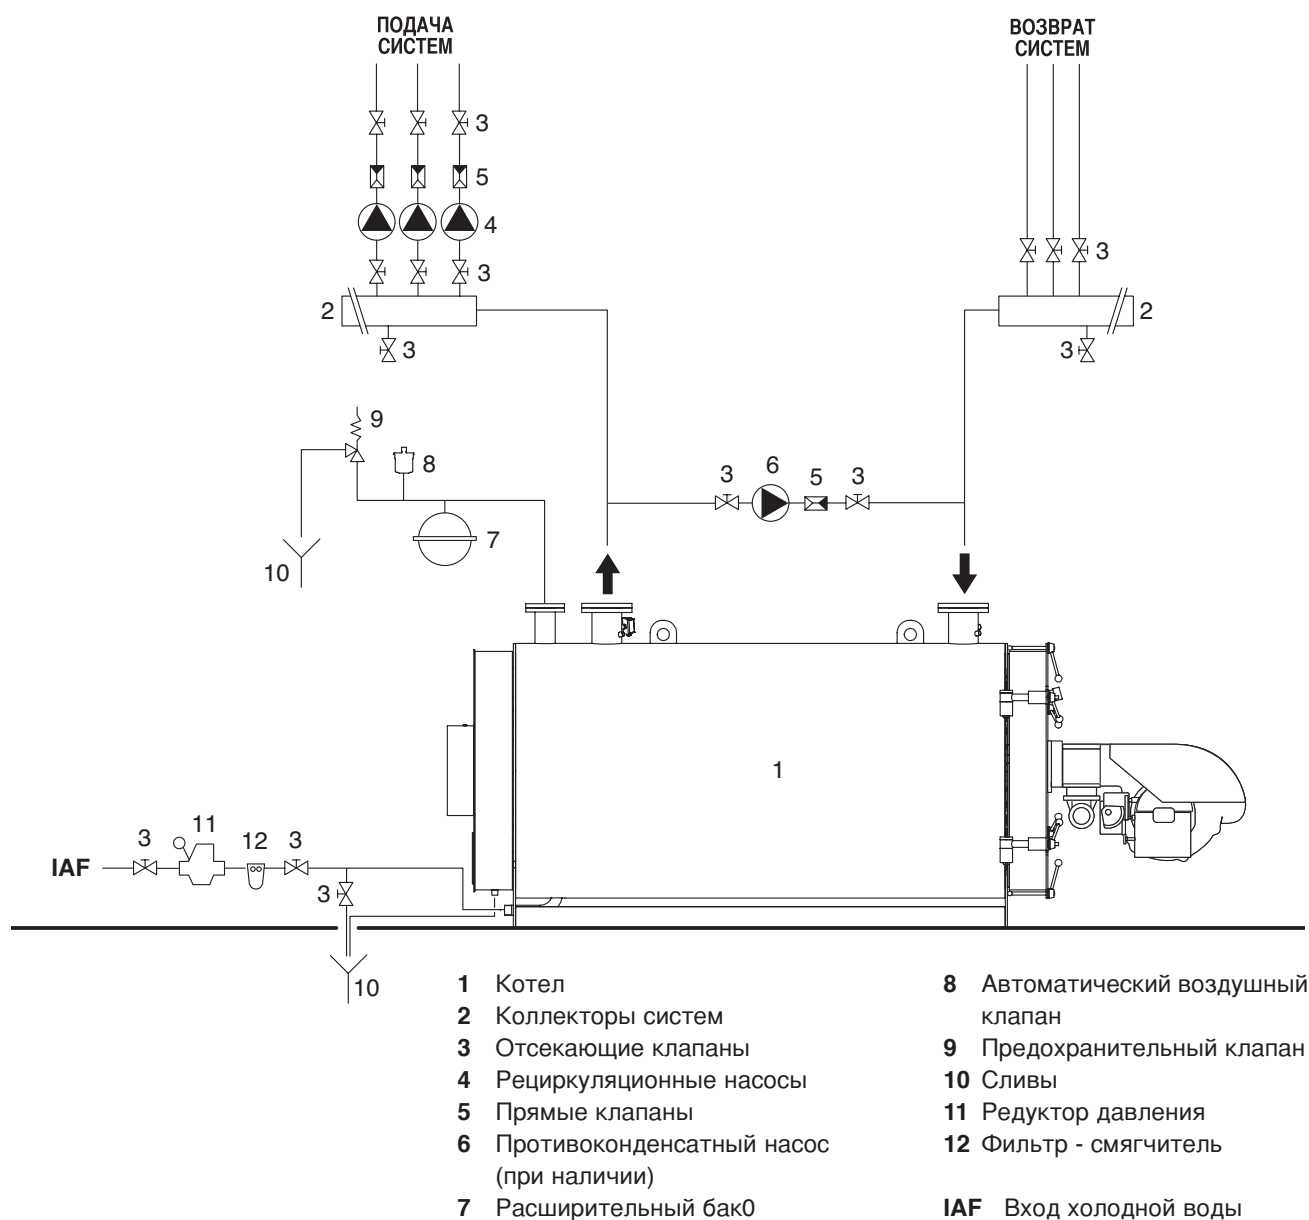 ПОДАЧА
СИСТЕМ
ВОЗВРАТ
СИСТЕМ
3
5
4
3
2
3
3
2
3
9
8
7
10
3
6
5
3
1
IAF
3
11
12
3
3
10
1 Котел
2 Коллекторы систем
3 Отсекающие клапаны
4 Рециркуляционные насосы
5 Прямые клапаны
6 Противоконденсатный насос
(при наличии)
7 Расширительный бак0
8 Автоматический воздушный
клапан
9 Предохранительный клапан
10 Сливы
11 Редуктор давления
12 Фильтр - смягчитель
IAF Вход холодной воды